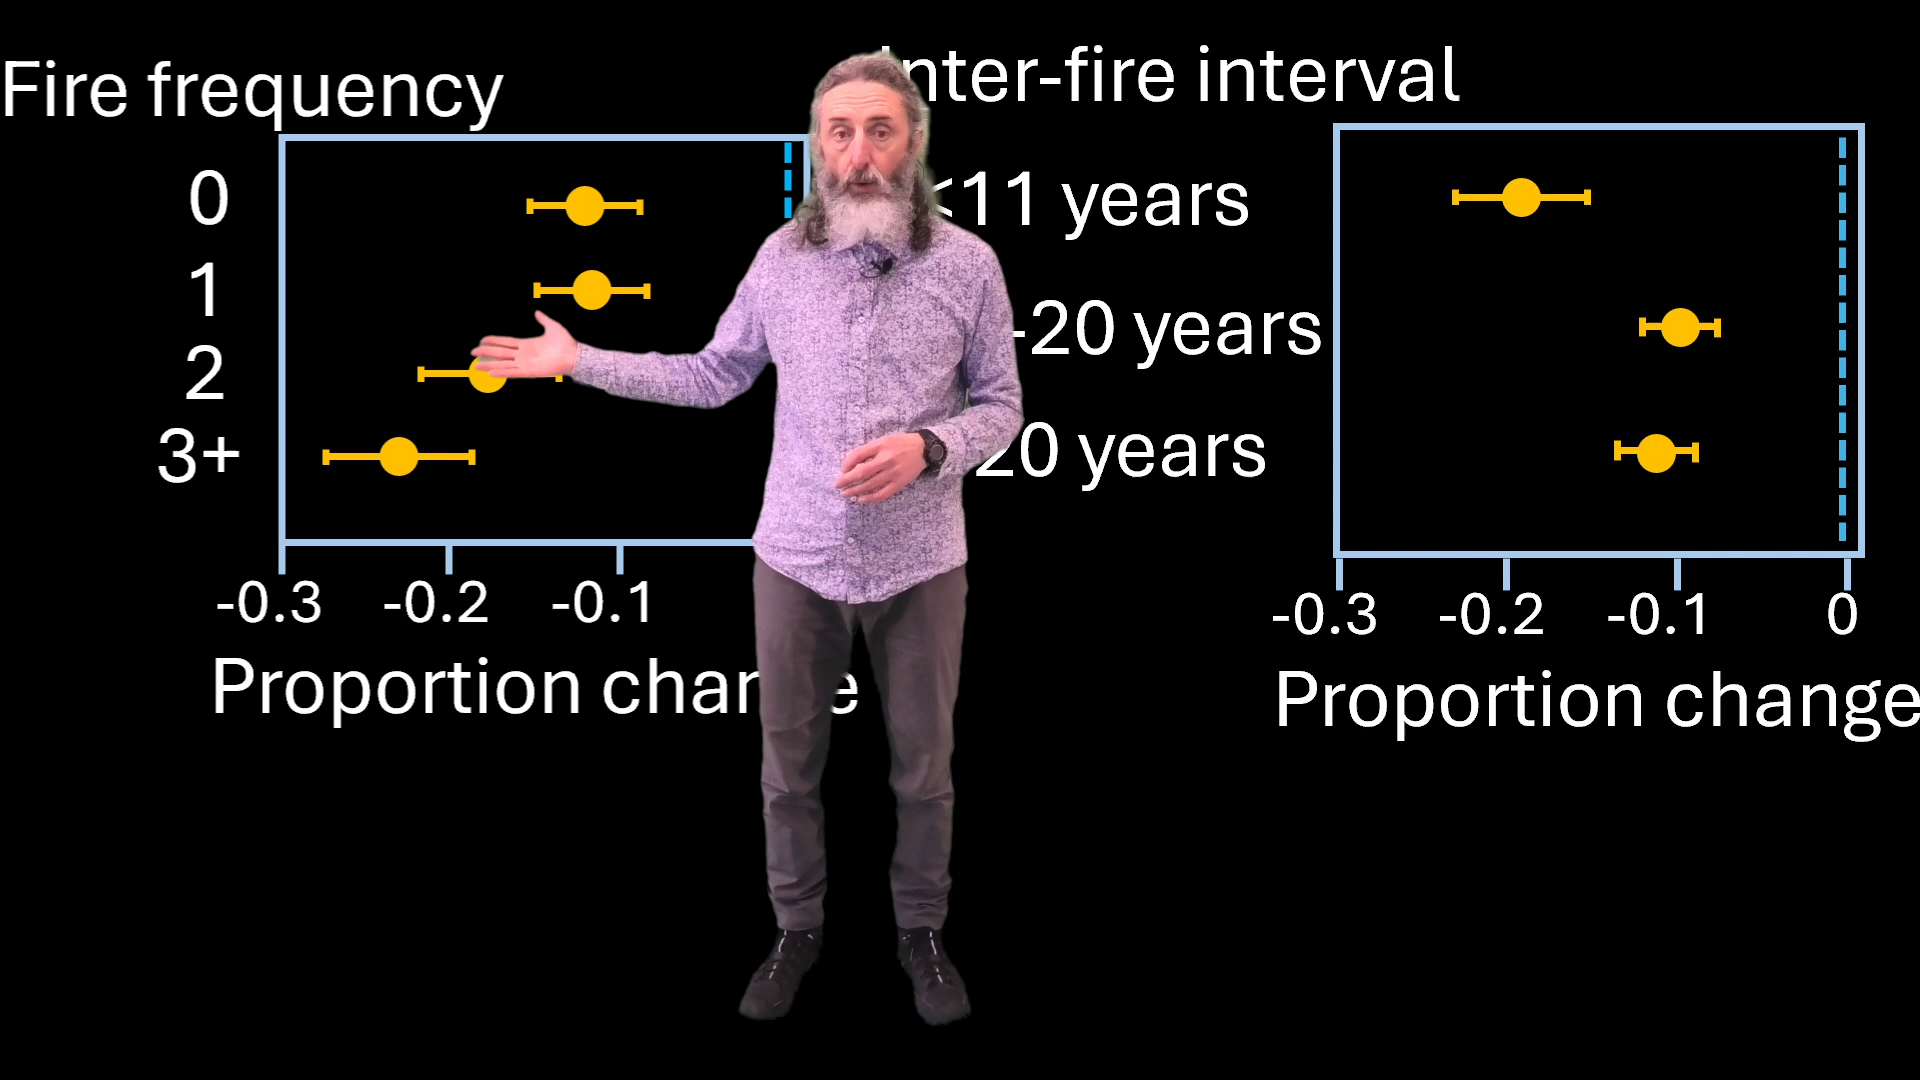 Fire frequency
0
1
2
3+
-0.3 -0.2 -0.1
Proportion
nter-fire interval
<11 years
-20 years
20 years
-0.3 -0.2 -0.1 0
Proportion change